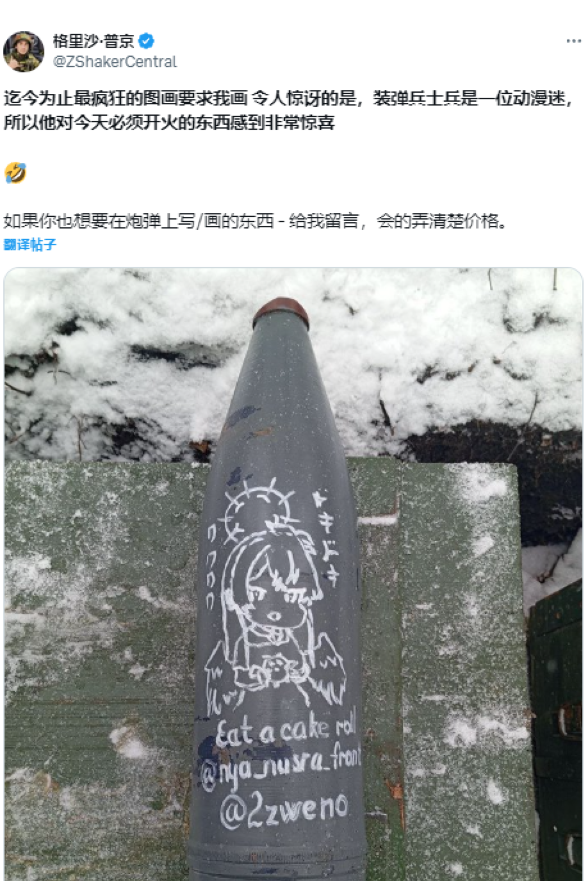 格里沙·普京
@ZShakerCentral
迄今为止最疯狂的图画要求我画 令人惊讶的是，装弹兵士兵是一位动漫迷，
所以他对今天必须开火的东西感到非常惊喜
🤣
如果你也想要在炮弹上写/画的东西 - 给我留言，会的弄清楚价格。
翻译帖子
ドキドキ
Eat a cake roll
@nya_nusra_front
@2zweno